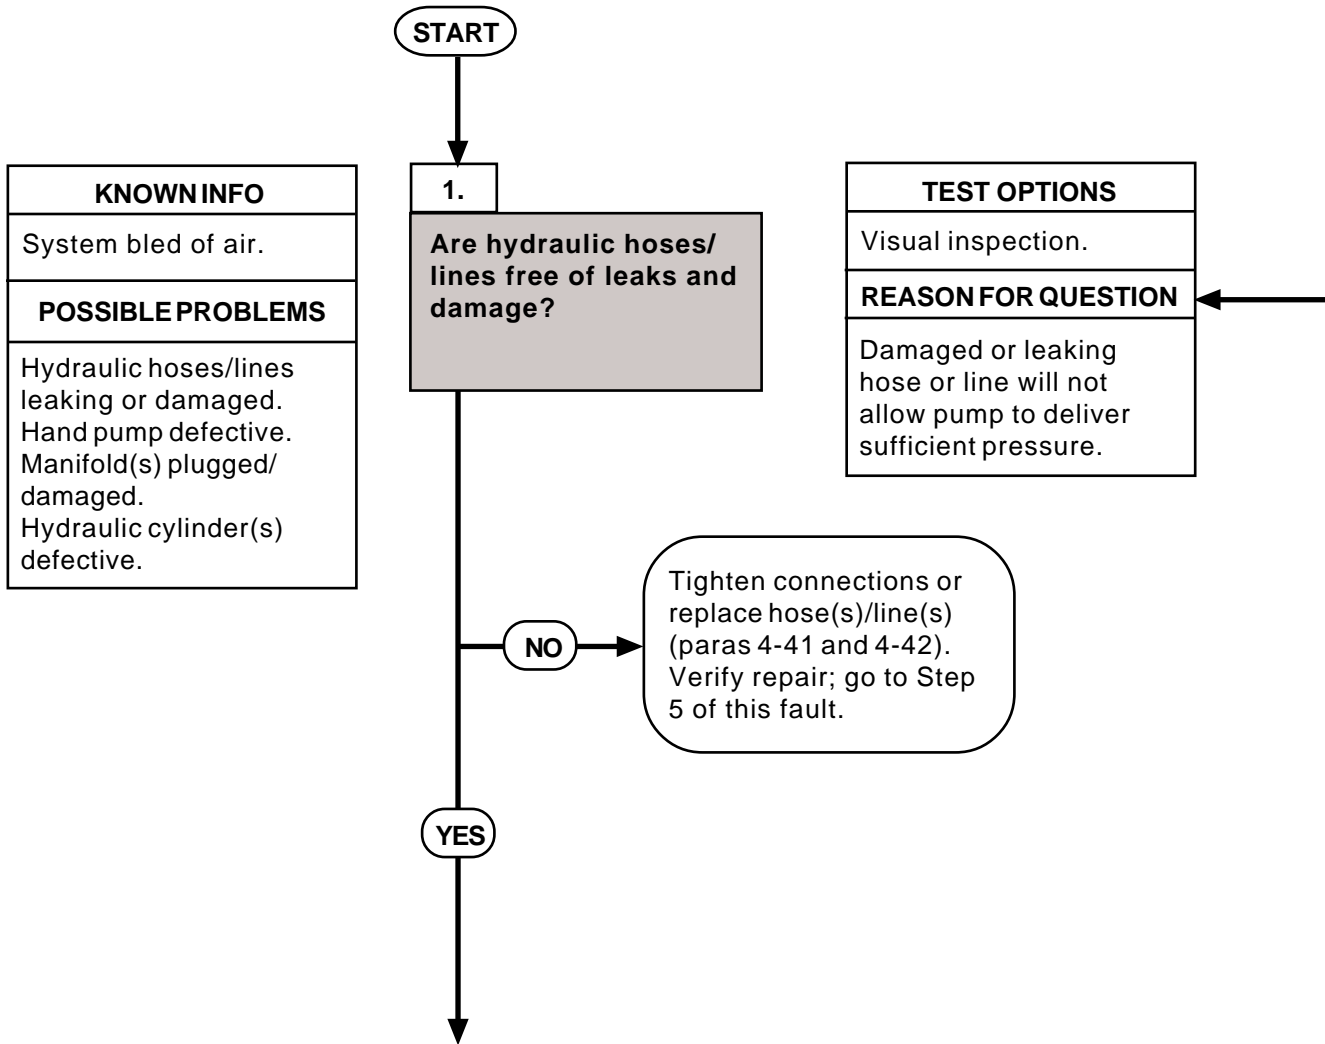 START
KNOWN INFO
System bled of air.
POSSIBLE PROBLEMS
Hydraulic hoses/lines
leaking or damaged.
Hand pump defective.
Manifold(s) plugged/
damaged.
Hydraulic cylinder(s)
defective.
1.
Are hydraulic hoses/
lines free of leaks and
damage?
TEST OPTIONS
Visual inspection.
REASON FOR QUESTION
Damaged or leaking
hose or line will not
allow pump to deliver
sufficient pressure.
NO
Tighten connections or
replace hose(s)/line(s)
(paras 4-41 and 4-42).
Verify repair; go to Step
5 of this fault.
YES